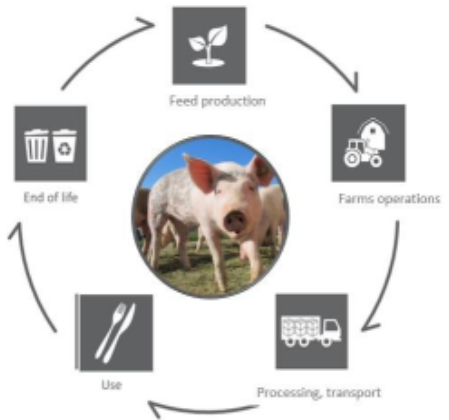 Feed production
Farms operations
Processing, transport
Use
End of life